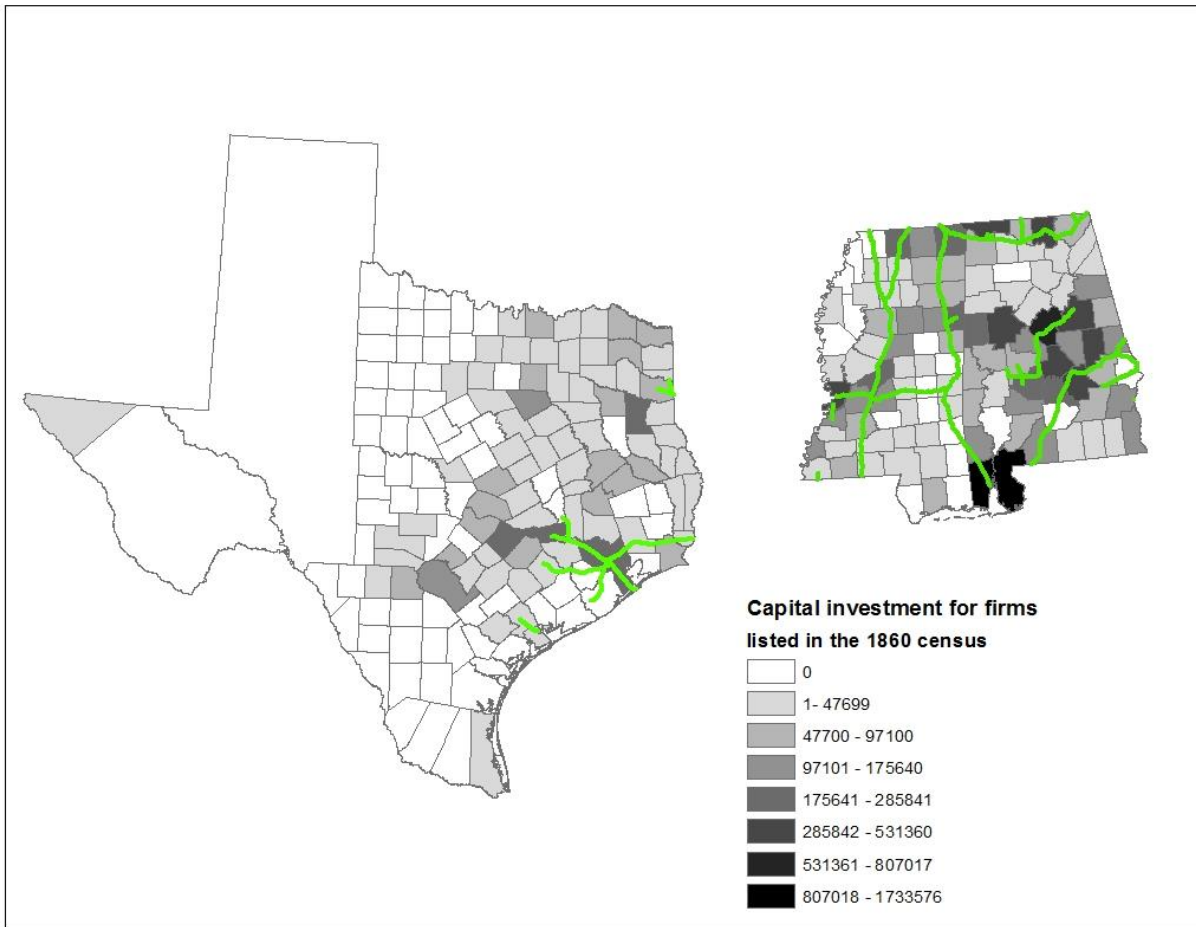 Capital investment for firms
listed in the 1860 census
0
1- 47699
47700 - 97100
97101 - 175640
175641 - 285841
285842 - 531360
531361 - 807017
807018 - 1733576